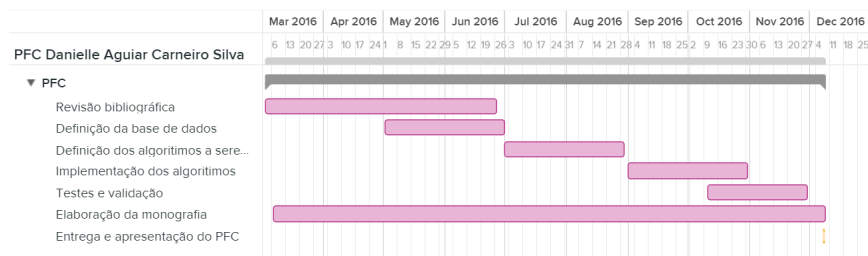 Mar 2016 Apr 2016 May 2016 Jun 2016 Jul 2016 Aug 2016 Sep 2016 Oct 2016 Nov 2016 Dec 2016
6 13 20 27 3 10 17 24 1 8 15 22 29 5 12 19 26 3 10 17 24 31 7 14 21 28 4 11 18 25 2 9 16 23 30 6 13 20 27 4 11 18 25
PFC Danielle Aguiar Carneiro Silva
PFC
Revisão bibliográfica
Definição da base de dados
Definição dos algoritimos a sere...
Implementação dos algoritimos
Testes e validação
Elaboração da monografia
Entrega e apresentação do PFC